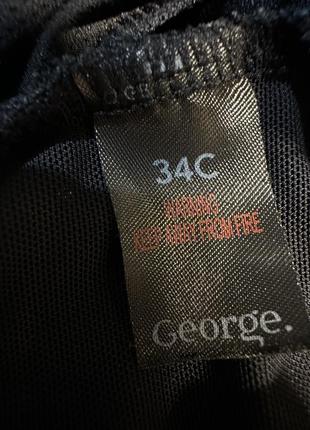 34C
WARNING
KEEP AWAY FROM FIRE
George.